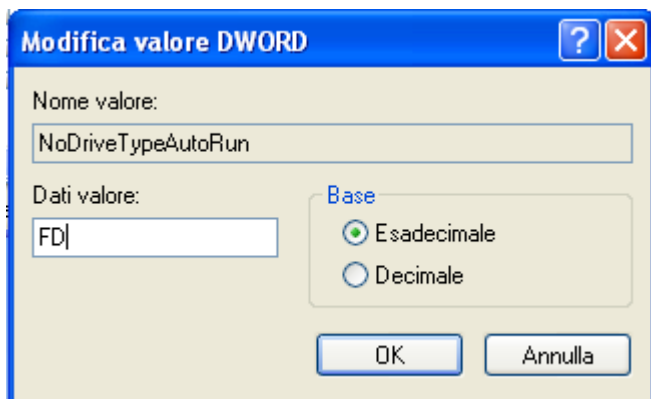 Modifica valore DWORD
Nome valore:
NoDriveTypeAutoRun
Dati valore:
FD
Base
Esadecimale
Decimale
OK
Annulla